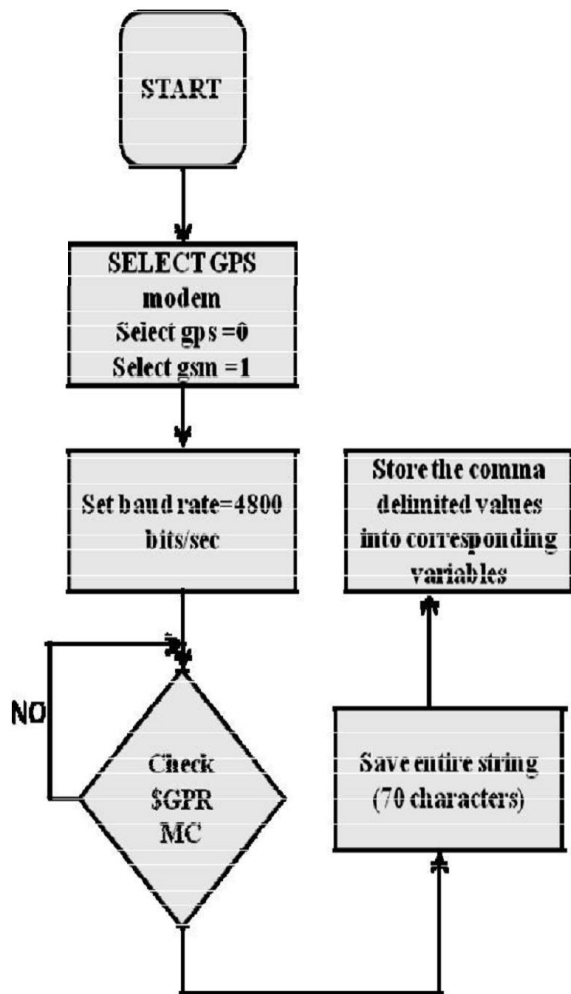 START
SELECT GPS
modem
Select gps =0
Select gsm =1
Set baud rate=4800
bits/sec
NO
Check
$GPR
MC
Save entire string
(70 characters)
Store the comma
delimited values
into corresponding
variables